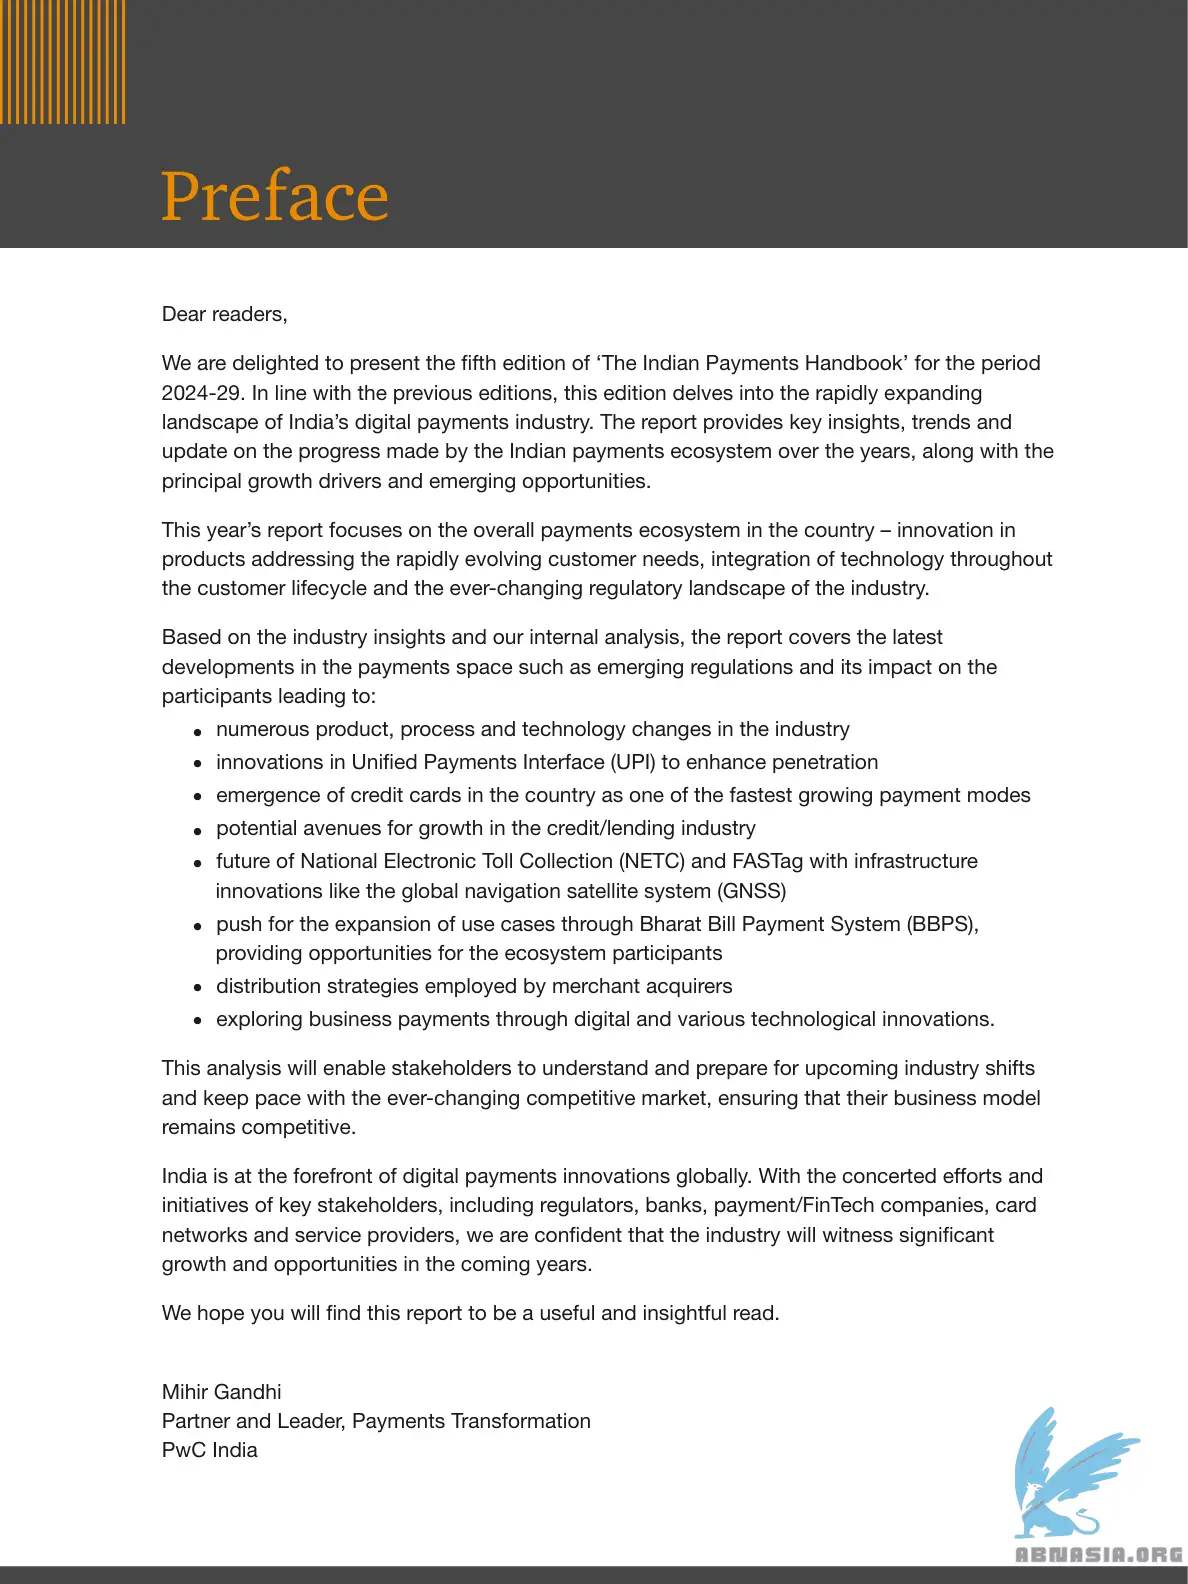 Preface
Dear readers,
We are delighted to present the fifth edition of ‘The Indian Payments Handbook’ for the period
2024-29. In line with the previous editions, this edition delves into the rapidly expanding
landscape of India’s digital payments industry. The report provides key insights, trends and
update on the progress made by the Indian payments ecosystem over the years, along with the
principal growth drivers and emerging opportunities.
This year’s report focuses on the overall payments ecosystem in the country – innovation in
products addressing the rapidly evolving customer needs, integration of technology throughout
the customer lifecycle and the ever-changing regulatory landscape of the industry.
Based on the industry insights and our internal analysis, the report covers the latest
developments in the payments space such as emerging regulations and its impact on the
participants leading to:
• numerous product, process and technology changes in the industry
• innovations in Unified Payments Interface (UPI) to enhance penetration
• emergence of credit cards in the country as one of the fastest growing payment modes
• potential avenues for growth in the credit/lending industry
• future of National Electronic Toll Collection (NETC) and FASTag with infrastructure
innovations like the global navigation satellite system (GNSS)
• push for the expansion of use cases through Bharat Bill Payment System (BBPS),
providing opportunities for the ecosystem participants
• distribution strategies employed by merchant acquirers
• exploring business payments through digital and various technological innovations.
This analysis will enable stakeholders to understand and prepare for upcoming industry shifts
and keep pace with the ever-changing competitive market, ensuring that their business model
remains competitive.
India is at the forefront of digital payments innovations globally. With the concerted efforts and
initiatives of key stakeholders, including regulators, banks, payment/FinTech companies, card
networks and service providers, we are confident that the industry will witness significant
growth and opportunities in the coming years.
We hope you will find this report to be a useful and insightful read.
Mihir Gandhi
Partner and Leader, Payments Transformation
PwC India
ABNASIA.ORG